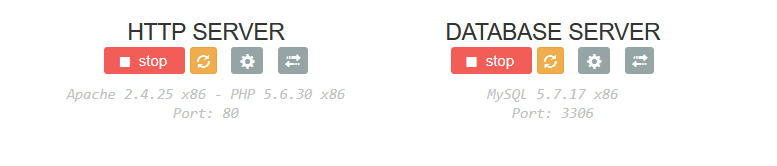 HTTP SERVER
stop
Apache 2.4.25 x86 - PHP 5.6.30 x86
Port: 80
DATABASE SERVER
stop
MySQL 5.7.17 x86
Port: 3306